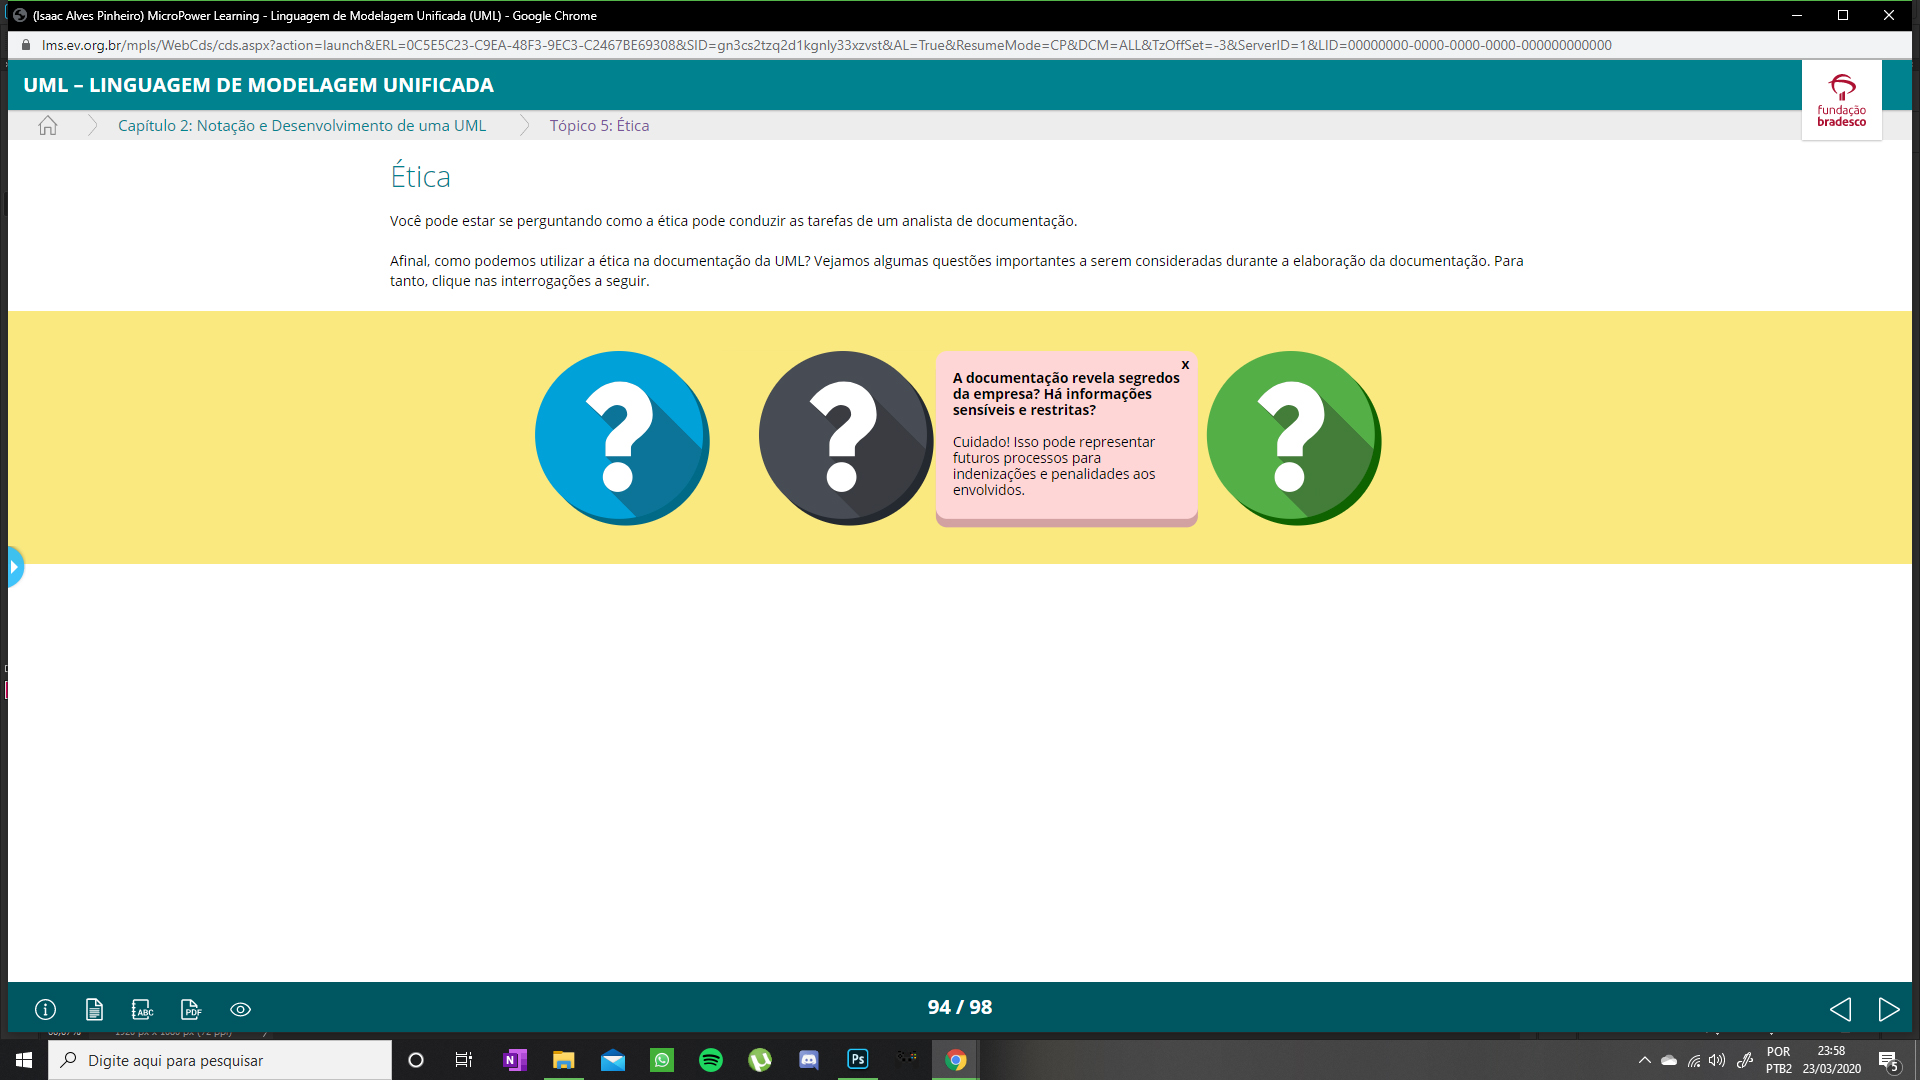 (Isaac Alves Pinheiro) MicroPower Learning - Linguagem de Modelagem Unificada (UML) - Google Chrome
lms.ev.org.br/mpls/WebCds/cds.aspx?action=launch&ERL=0C5E5C23-C9EA-48F3-9EC3-C2467BE69308&SID=gn3cs2tzq2d1kgnly33xzvst&AL=True&ResumeMode=CP&DCM=ALL&TzOffSet=-3&ServerID=1&LID=00000000-0000-0000-0000-000000000000
UML – LINGUAGEM DE MODELAGEM UNIFICADA
fundação
bradesco
Capítulo 2: Notação e Desenvolvimento de uma UML
Tópico 5: Ética
Ética
Você pode estar se perguntando como a ética pode conduzir as tarefas de um analista de documentação.
Afinal, como podemos utilizar a ética na documentação da UML? Vejamos algumas questões importantes a serem consideradas durante a elaboração da documentação. Para
tanto, clique nas interrogações a seguir.
? ? ?
x
A documentação revela segredos
da empresa? Há informações
sensíveis e restritas?
Cuidado! Isso pode representar
futuros processos para
indenizações e penalidades aos
envolvidos.
ABC
PDF
94 / 98
Digite aqui para pesquisar
N
Ps
POR
PTB2
23:58
23/03/2020
5